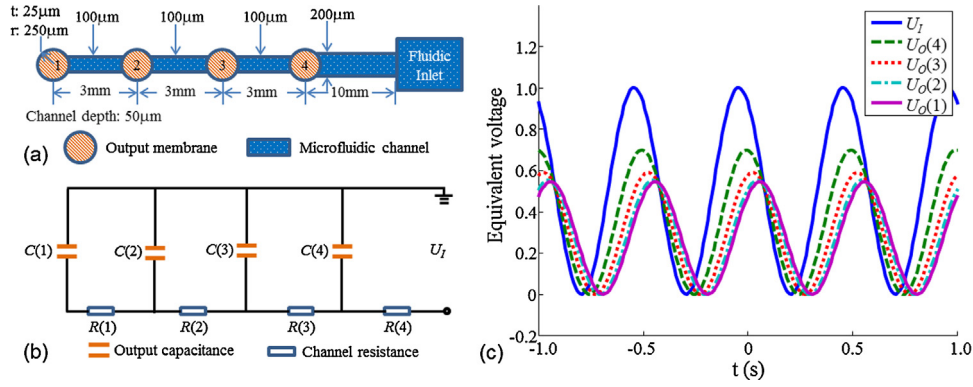 t: 25μm
r: 250μm
100μm
100μm
100μm
200μm
1
2
3
4
Fluidic
Inlet
3mm
3mm
3mm
10mm
Channel depth: 50μm
(a)
Output membrane
Microfluidic channel
C(1)
C(2)
C(3)
C(4)
U_I
R(1)
R(2)
R(3)
R(4)
(b)
Output capacitance
Channel resistance
Equivalent voltage
1.2
1.0
0.8
0.6
0.4
0.2
0
-0.2
-1.0
-0.5
0
0.5
1.0
t (s)
(c)
U_I
U_O(4)
U_O(3)
U_O(2)
U_O(1)